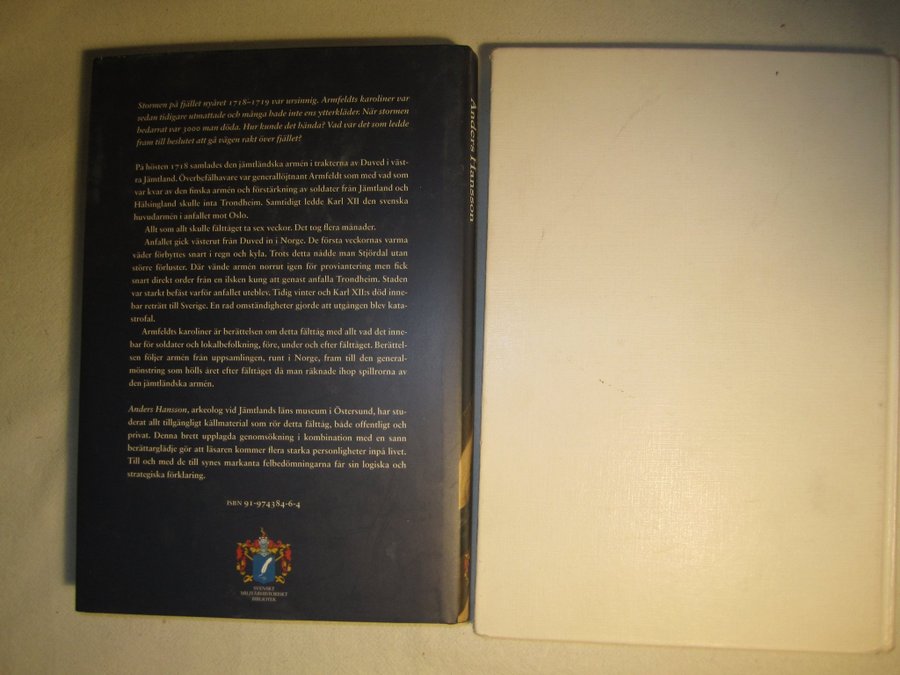 Stormen på fjället nyåret 1718–1719 var ursinnig. Armfeldts karoliner var
sedan tidigare utmattade och många hade inte ens ytterkläder. När stormen
bedarrat var 3000 man döda. Hur kunde det hända? Vad var det som ledde
fram till beslutet att gå vägen rakt över fjället?
På hösten 1718 samlades den jämtländska armén i trakterna av Duved i väst-
ra Jämtland. Överbefälhavare var generallöjtnant Armfeldt som med vad som
var kvar av den finska armén och förstärkning av soldater från Jämtland och
Hälsingland skulle inta Trondheim. Samtidigt ledde Karl XII den svenska
huvudarmén i anfallet mot Oslo.
Allt som allt skulle fälttåget ta sex veckor. Det tog flera månader.
Anfallet gick västerut från Duved in i Norge. De första veckornas varma
väder förbyttes snart i regn och kyla. Trots detta nådde man Stjördal utan
större förluster. Där vände armén norrut igen för proviantering men fick
snart direkt order från en ilsken kung att genast anfalla Trondheim. Staden
var starkt befäst varför anfallet uteblev. Tidig vinter och Karl XII:s död inne-
bar reträtt till Sverige. En rad omständigheter gjorde att utgången blev kata-
strofal.
Armfeldts karoliner är berättelsen om detta fälttåg med allt vad det inne-
bar för soldater och lokalbefolkning, före, under och efter fälttåget. Berättel-
sen följer armén från uppsamlingen, runt i Norge, fram till den general-
mönstring som hölls året efter fälttåget då man räknade ihop spillrorna av
den jämtländska armén.
Anders Hansson, arkeolog vid Jämtlands läns museum i Östersund, har stu-
derat allt tillgängligt källmaterial som rör detta fälttåg, både offentligt och
privat. Denna brett upplagda genomsökning i kombination med en sann
berättarglädje gör att läsaren kommer flera starka personligheter inpå livet.
Till och med de till synes markanta felbedömningarna får sin logiska och
strategiska förklaring.
ISBN 91-974384-6-4
SVENSKT
MILITÄRHISTORISKT
BIBLIOTEK
Anders Hansson